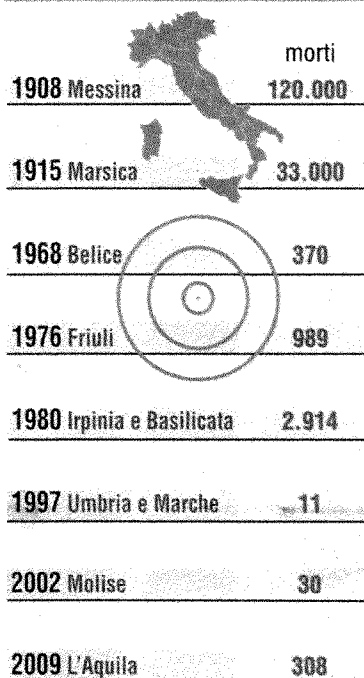 morti
1908 Messina 120.000
1915 Marsica 33.000
1968 Belice 370
1976 Friuli 989
1980 Irpinia e Basilicata 2.914
1997 Umbria e Marche 11
2002 Molise 30
2009 L'Aquila 308